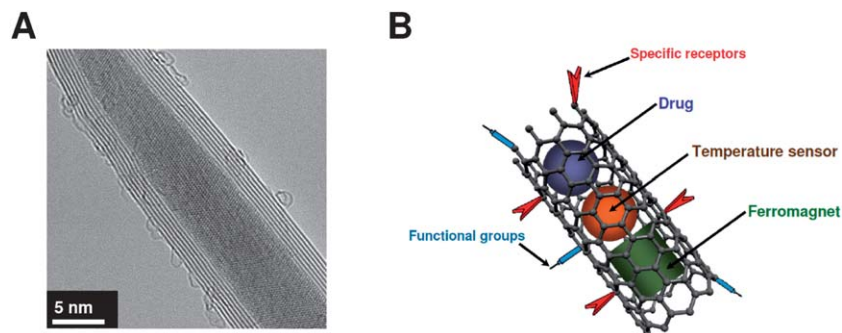 A
B
5 nm
Specific receptors
Drug
Temperature sensor
Ferromagnet
Functional groups